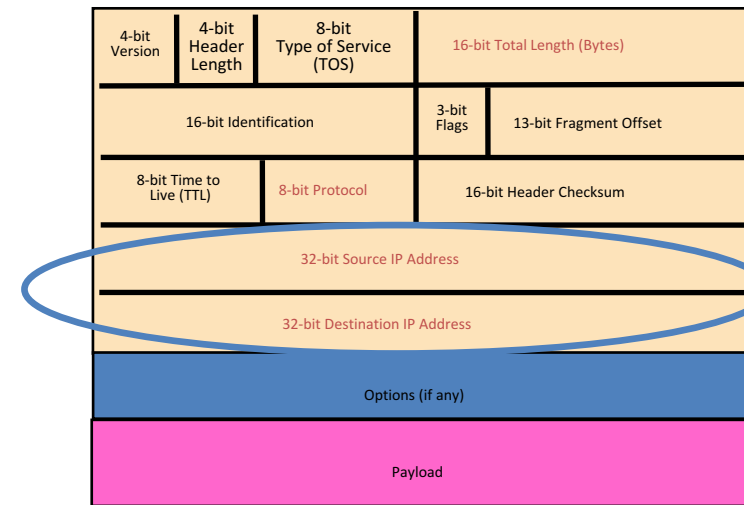 4-bit
Version
4-bit
Header
Length
8-bit
Type of Service
(TOS)
16-bit Total Length (Bytes)
16-bit Identification
3-bit
Flags
13-bit Fragment Offset
8-bit Time to
Live (TTL)
8-bit Protocol
16-bit Header Checksum
32-bit Source IP Address
32-bit Destination IP Address
Options (if any)
Payload